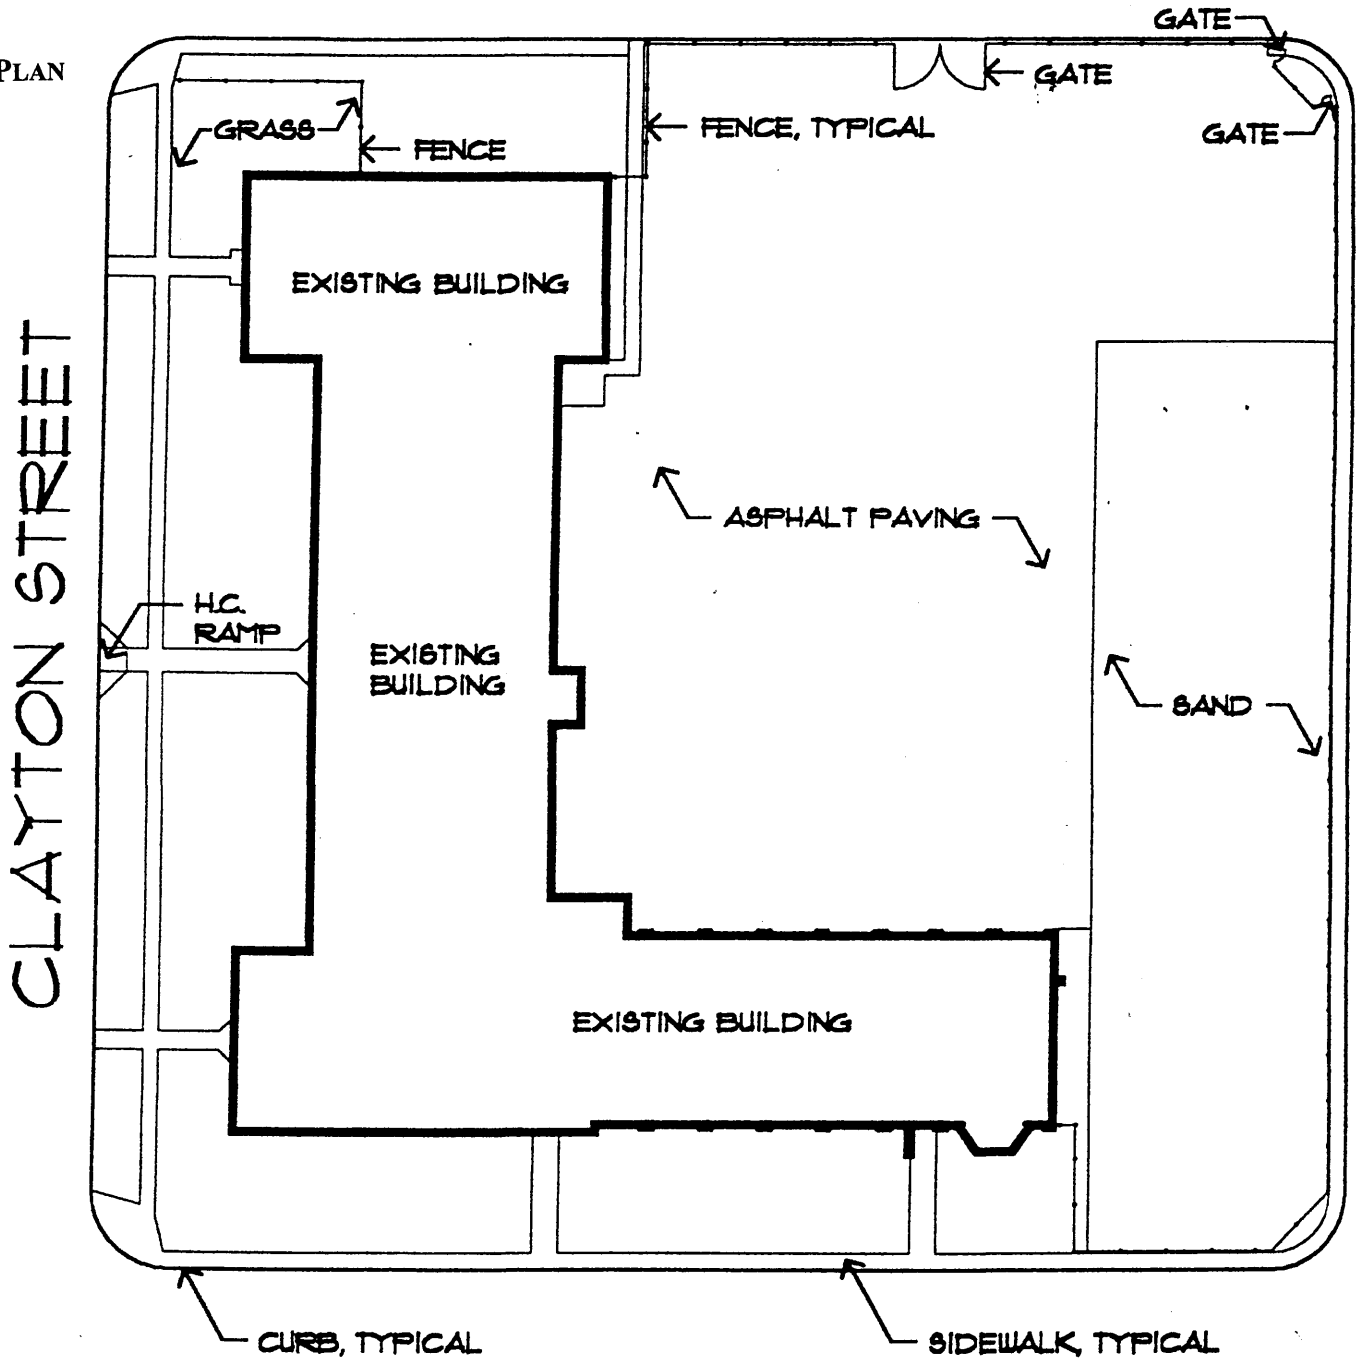 GATE
PLAN
GATE
GRASS
FENCE, TYPICAL
GATE
FENCE
EXISTING BUILDING
CLAYTON STREET
ASPHALT PAVING
H.C.
RAMP
EXISTING
BUILDING
SAND
EXISTING BUILDING
CURB, TYPICAL
SIDEWALK, TYPICAL